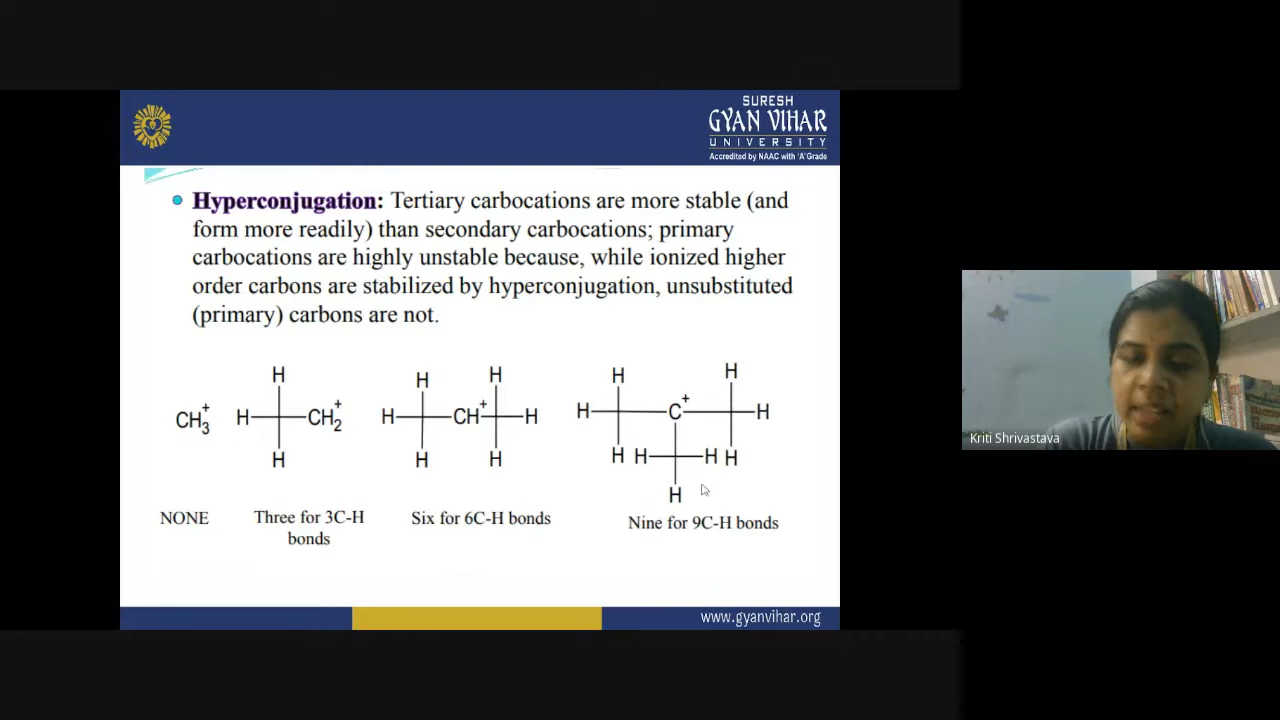 SURESH
GYAN VIHAR
UNIVERSITY
Accredited by NAAC with 'A' Grade
Hyperconjugation: Tertiary carbocations are more stable (and
form more readily) than secondary carbocations; primary
carbocations are highly unstable because, while ionized higher
order carbons are stabilized by hyperconjugation, unsubstituted
(primary) carbons are not.
H H H H H
CH3+ H CH2+ H CH+ H H C+ H
H H H H H H H
H
NONE Three for 3C-H Six for 6C-H bonds Nine for 9C-H bonds
bonds
www.gyanvihar.org
Kriti Shrivastava